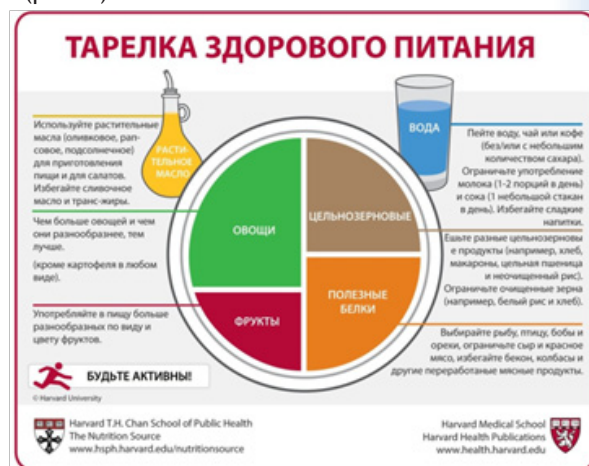 ТАРЕЛКА ЗДОРОВОГО ПИТАНИЯ
Используйте растительные
масла (оливковое, рап-
совое, подсолнечное)
для приготовления
пищи и для салатов.
Избегайте сливочное
масло и транс-жиры.
РАСТИ-
ТЕЛЬНОЕ
МАСЛО
ВОДА
Пейте воду, чай или кофе
(без/или с небольшим
количеством сахара).
Ограничьте употребление
молока (1-2 порций в день)
и сока (1 небольшой стакан
в день). Избегайте сладкие
напитки.
Чем больше овощей и чем
они разнообразнее, тем
лучше.
(кроме картофеля в любом
виде).
ОВОЩИ
ЦЕЛЬНОЗЕРНОВЫЕ
Ешьте разные цельнозерновы
е продукты (например, хлеб,
макароны, цельная пшеница
и неочищенный рис).
Ограничьте очищенные зерна
(например, белый рис и хлеб).
Употребляйте в пищу больше
разнообразных по виду и
цвету фруктов.
ФРУКТЫ
ПОЛЕЗНЫЕ
БЕЛКИ
Выбирайте рыбу, птицу, бобы и
орехи, ограничьте сыр и красное
мясо, избегайте бекон, колбасы и
другие переработаные мясные продукты.
БУДЬТЕ АКТИВНЫ!
© Harvard University
Harvard T.H. Chan School of Public Health
The Nutrition Source
www.hsph.harvard.edu/nutritionsource
Harvard Medical School
Harvard Health Publications
www.health.harvard.edu